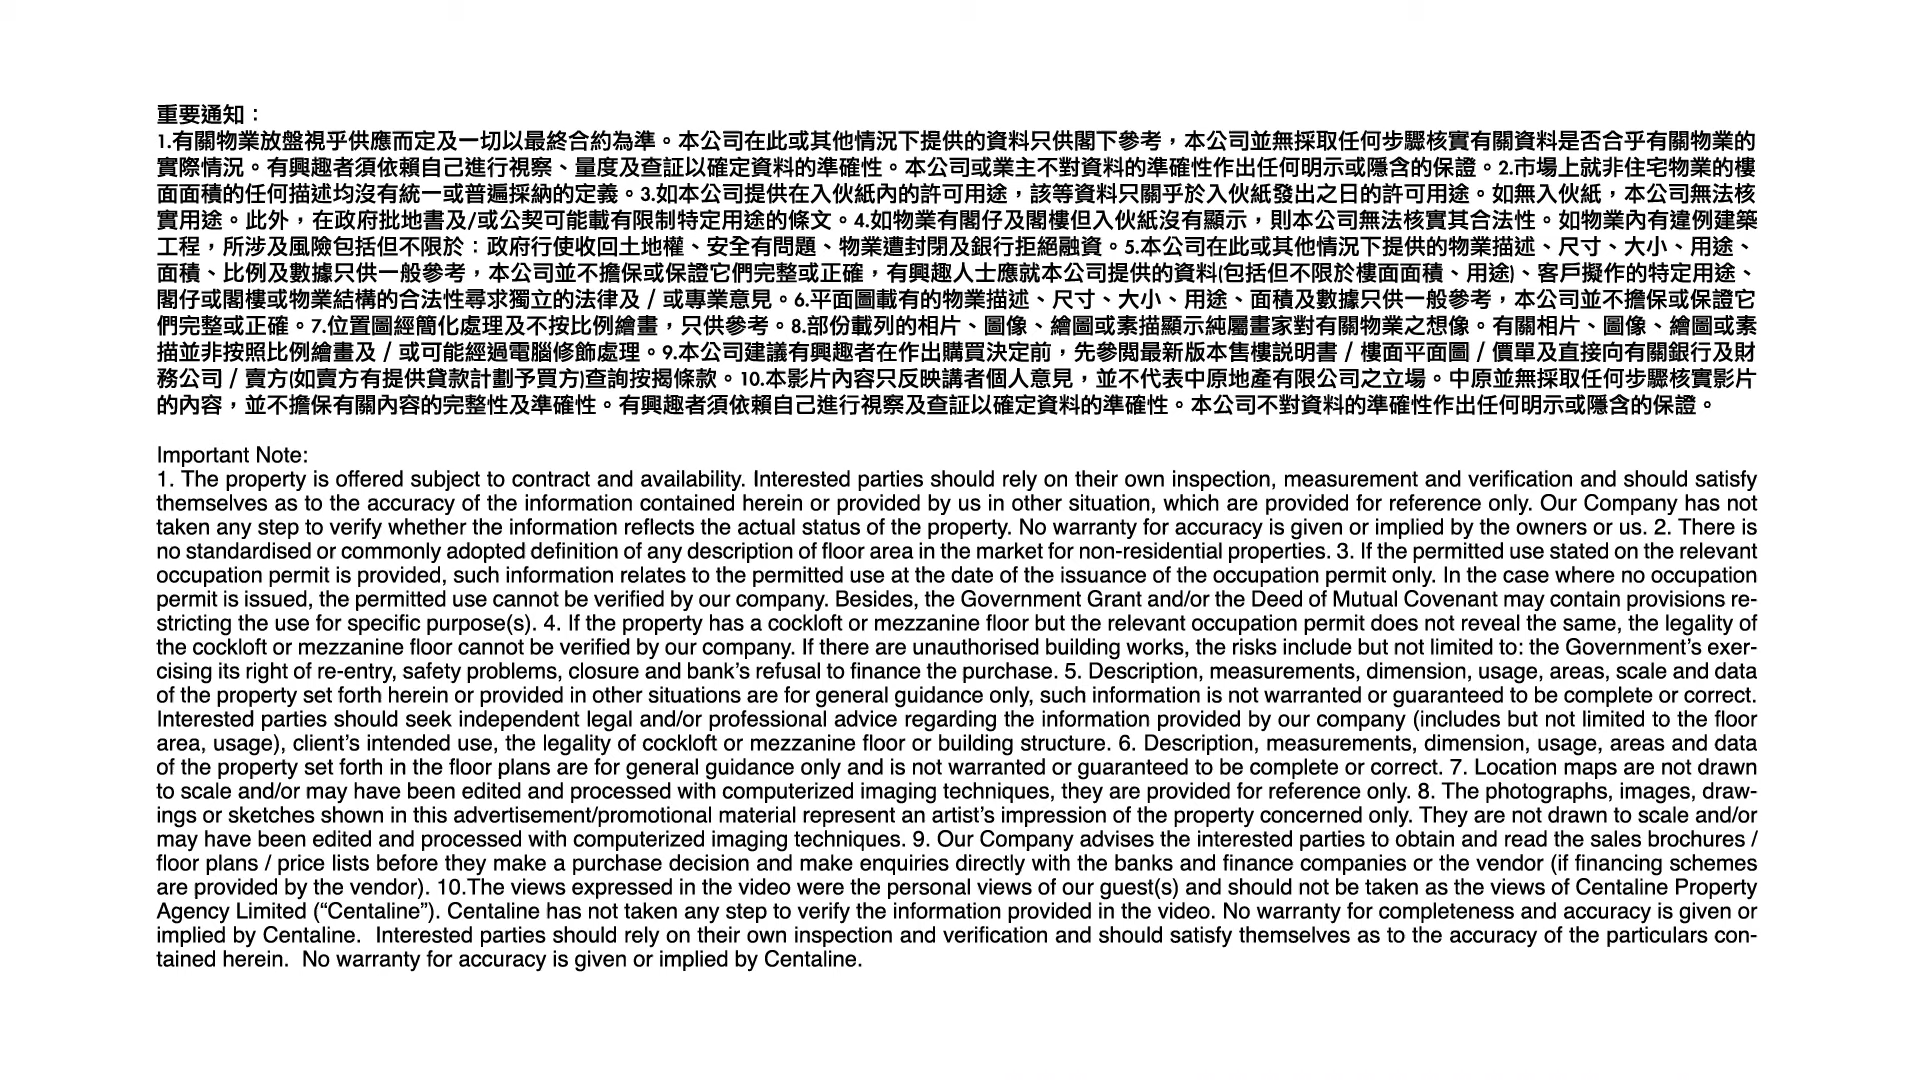 重要通知：
1.有關物業放盤視乎供應而定及一切以最終合約為準。本公司在此或其他情況下提供的資料只供閣下參考，本公司並無採取任何步驟核實有關資料是否合乎有關物業的
實際情況。有興趣者須依賴自己進行視察、量度及查証以確定資料的準確性。本公司或業主不對資料的準確性作出任何明示或隱含的保證。2.市場上就非住宅物業的樓
面面積的任何描述均沒有統一或普遍採納的定義。3.如本公司提供在入伙紙內的許可用途，該等資料只關乎於入伙紙發出之日的許可用途。如無入伙紙，本公司無法核
實用途。此外，在政府批地書及/或公契可能載有限制特定用途的條文。4.如物業有閣仔及閣樓但入伙紙沒有顯示，則本公司無法核實其合法性。如物業內有違例建築
工程，所涉及風險包括但不限於：政府行使收回土地權、安全有問題、物業遭封閉及銀行拒絕融資。5.本公司在此或其他情況下提供的物業描述、尺寸、大小、用途、
面積、比例及數據只供一般參考，本公司並不擔保或保證它們完整或正確，有興趣人士應就本公司提供的資料(包括但不限於樓面面積、用途)、客戶擬作的特定用途、
閣仔或閣樓或物業結構的合法性尋求獨立的法律及 / 或專業意見。6.平面圖載有的物業描述、尺寸、大小、用途、面積及數據只供一般參考，本公司並不擔保或保證它
們完整或正確。7.位置圖經簡化處理及不按比例繪畫，只供參考。8.部份載列的相片、圖像、繪圖或素描顯示純屬畫家對有關物業之想像。有關相片、圖像、繪圖或素
描並非按照比例繪畫及 / 或可能經過電腦修飾處理。9.本公司建議有興趣者在作出購買決定前，先參閱最新版本售樓説明書 / 樓面平面圖 / 價單及直接向有關銀行及財
務公司 / 賣方(如賣方有提供貸款計劃予買方)查詢按揭條款。10.本影片內容只反映講者個人意見，並不代表中原地產有限公司之立場。中原並無採取任何步驟核實影片
的內容，並不擔保有關內容的完整性及準確性。有興趣者須依賴自己進行視察及查証以確定資料的準確性。本公司不對資料的準確性作出任何明示或隱含的保證。
Important Note:
1. The property is offered subject to contract and availability. Interested parties should rely on their own inspection, measurement and verification and should satisfy
themselves as to the accuracy of the information contained herein or provided by us in other situation, which are provided for reference only. Our Company has not
taken any step to verify whether the information reflects the actual status of the property. No warranty for accuracy is given or implied by the owners or us. 2. There is
no standardised or commonly adopted definition of any description of floor area in the market for non-residential properties. 3. If the permitted use stated on the relevant
occupation permit is provided, such information relates to the permitted use at the date of the issuance of the occupation permit only. In the case where no occupation
permit is issued, the permitted use cannot be verified by our company. Besides, the Government Grant and/or the Deed of Mutual Covenant may contain provisions re-
stricting the use for specific purpose(s). 4. If the property has a cockloft or mezzanine floor but the relevant occupation permit does not reveal the same, the legality of
the cockloft or mezzanine floor cannot be verified by our company. If there are unauthorised building works, the risks include but not limited to: the Government’s exer-
cising its right of re-entry, safety problems, closure and bank’s refusal to finance the purchase. 5. Description, measurements, dimension, usage, areas, scale and data
of the property set forth herein or provided in other situations are for general guidance only, such information is not warranted or guaranteed to be complete or correct.
Interested parties should seek independent legal and/or professional advice regarding the information provided by our company (includes but not limited to the floor
area, usage), client’s intended use, the legality of cockloft or mezzanine floor or building structure. 6. Description, measurements, dimension, usage, areas and data
of the property set forth in the floor plans are for general guidance only and is not warranted or guaranteed to be complete or correct. 7. Location maps are not drawn
to scale and/or may have been edited and processed with computerized imaging techniques, they are provided for reference only. 8. The photographs, images, draw-
ings or sketches shown in this advertisement/promotional material represent an artist’s impression of the property concerned only. They are not drawn to scale and/or
may have been edited and processed with computerized imaging techniques. 9. Our Company advises the interested parties to obtain and read the sales brochures /
floor plans / price lists before they make a purchase decision and make enquiries directly with the banks and finance companies or the vendor (if financing schemes
are provided by the vendor). 10.The views expressed in the video were the personal views of our guest(s) and should not be taken as the views of Centaline Property
Agency Limited (“Centaline”). Centaline has not taken any step to verify the information provided in the video. No warranty for completeness and accuracy is given or
implied by Centaline.  Interested parties should rely on their own inspection and verification and should satisfy themselves as to the accuracy of the particulars con-
tained herein.  No warranty for accuracy is given or implied by Centaline.